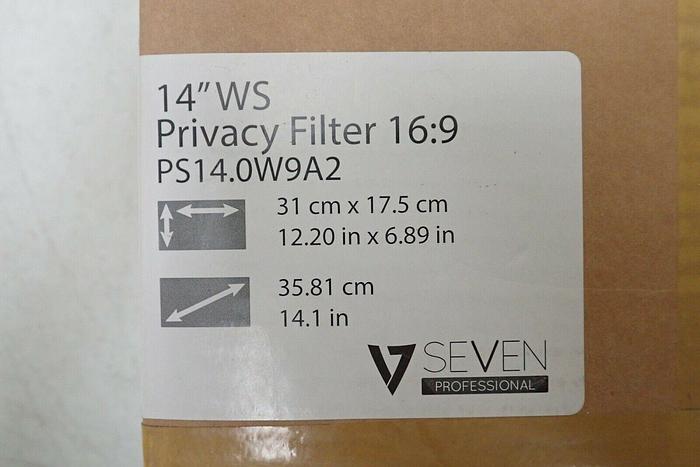 14” WS
Privacy Filter 16:9
PS14.0W9A2
31 cm x 17.5 cm
12.20 in x 6.89 in
35.81 cm
14.1 in
V7 SEVEN
PROFESSIONAL